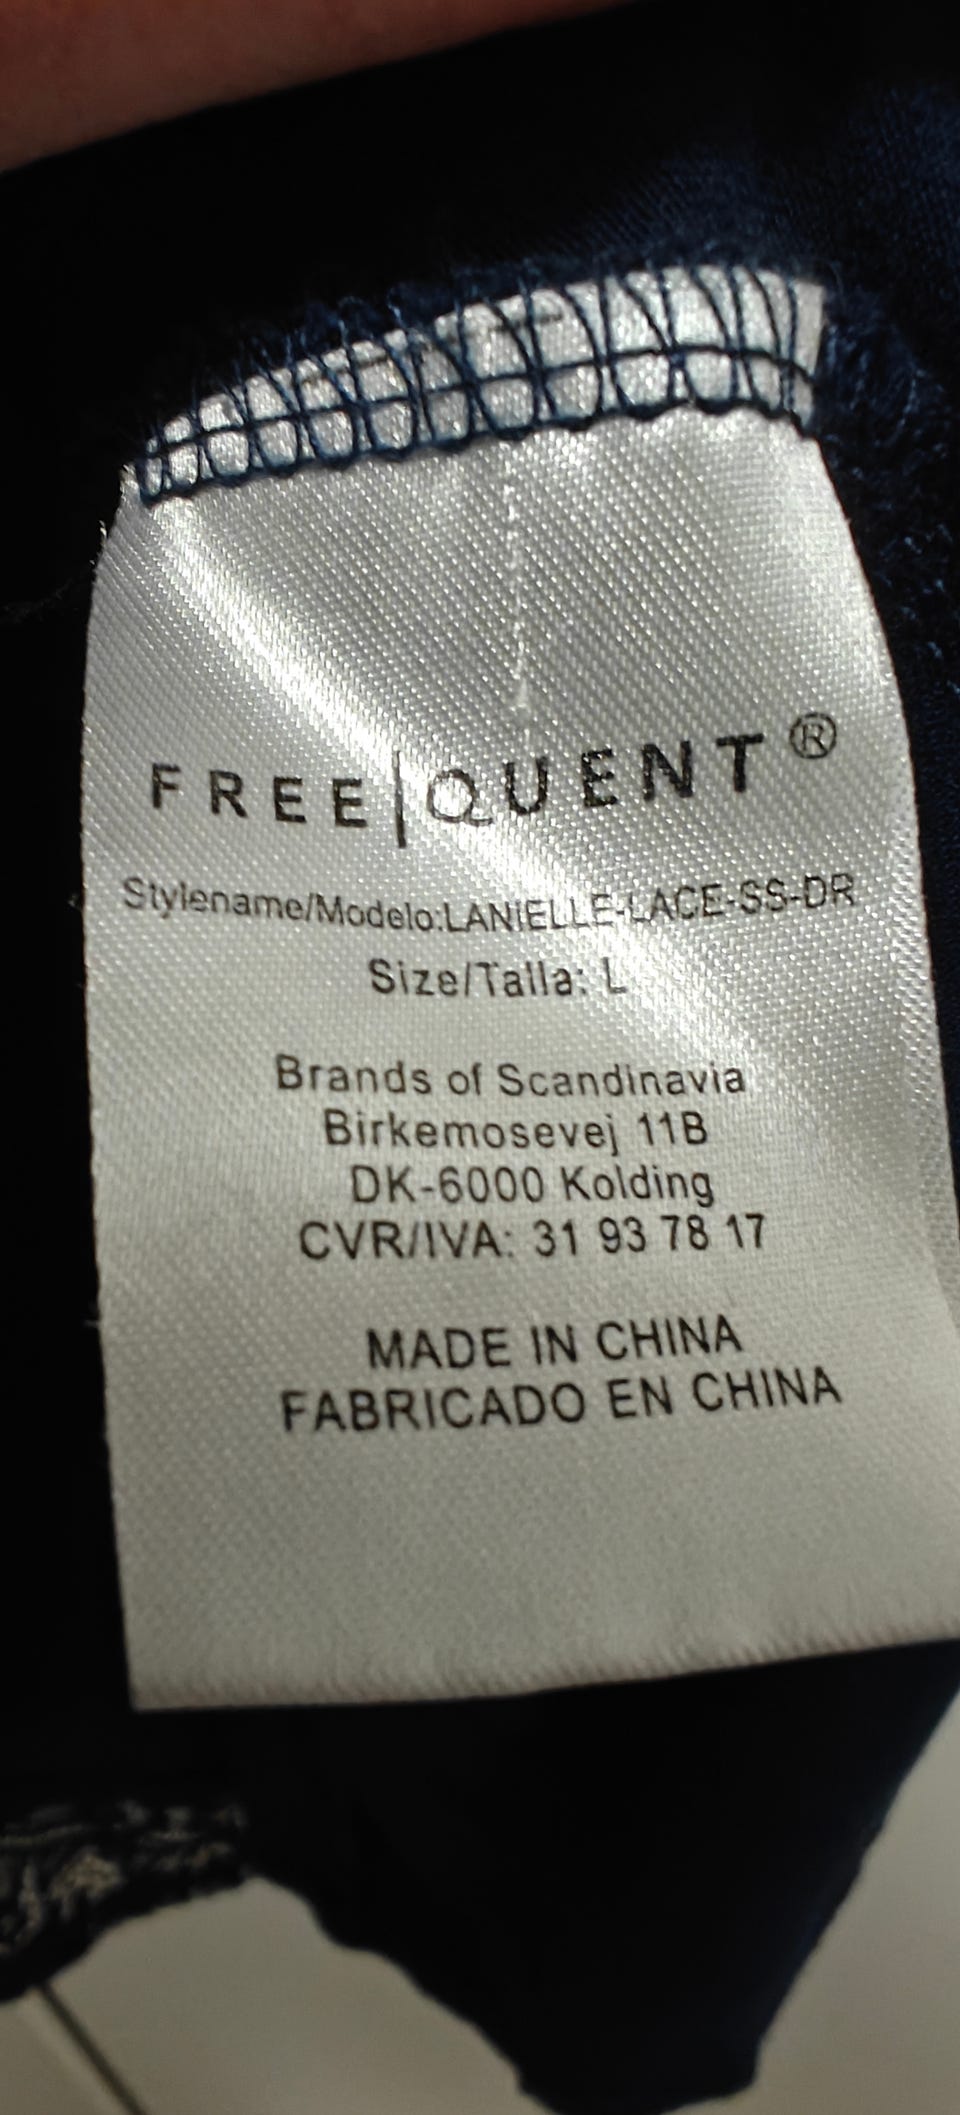 FREE|QUENT®
Stylename/Modelo:LANIELLE-LACE-SS-DR
Size/Talla: L
Brands of Scandinavia
Birkemosevej 11B
DK-6000 Kolding
CVR/IVA: 31 93 78 17
MADE IN CHINA
FABRICADO EN CHINA